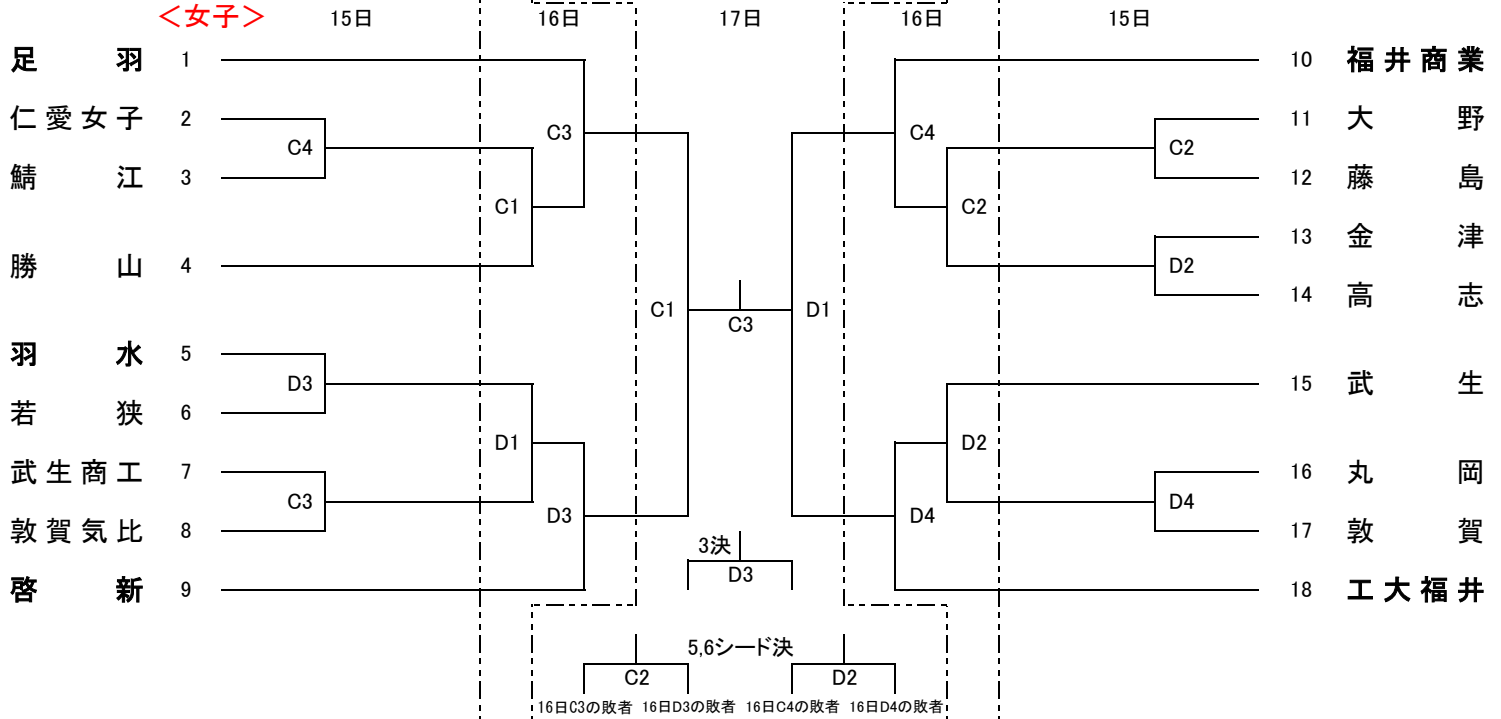 ＜女子＞ 15日 16日 17日 16日 15日
足羽 1 10 福井商業
仁愛女子 2 C3 C4 11 大野
C4 C2
鯖江 3 12 藤島
C1 C2
13 金津
勝山 4 D2
14 高志
C1 D1
C3
羽水 5
D3 15 武生
若狭 6
D1 D2
武生商工 7 16 丸岡
C3 D4
敦賀気比 8 D3 D4 17 敦賀
3決
D3
啓新 9 18 工大福井
5,6シード決
C2 D2
16日C3の敗者 16日D3の敗者 16日C4の敗者 16日D4の敗者